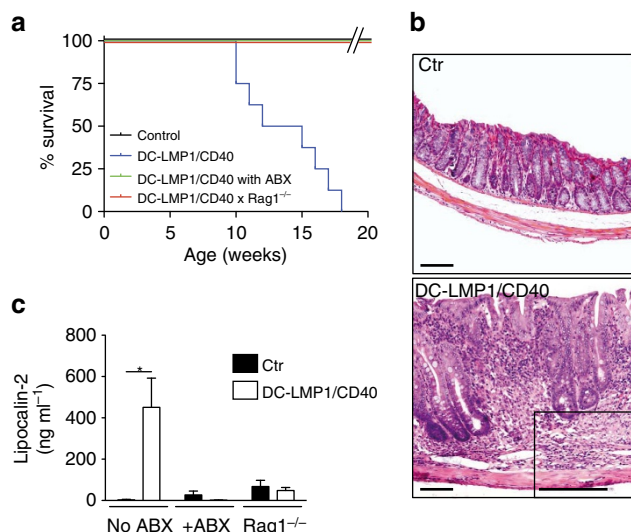 a
% survival
100
75
50
25
0
Control
DC-LMP1/CD40
DC-LMP1/CD40 with ABX
DC-LMP1/CD40 x Rag1⁻/⁻
0 5 10 15 20
Age (weeks)
b
Ctr
DC-LMP1/CD40
c
Lipocalin-2
(ng ml⁻¹)
800
600
400
200
0
*
Ctr
DC-LMP1/CD40
No ABX +ABX Rag1⁻/⁻